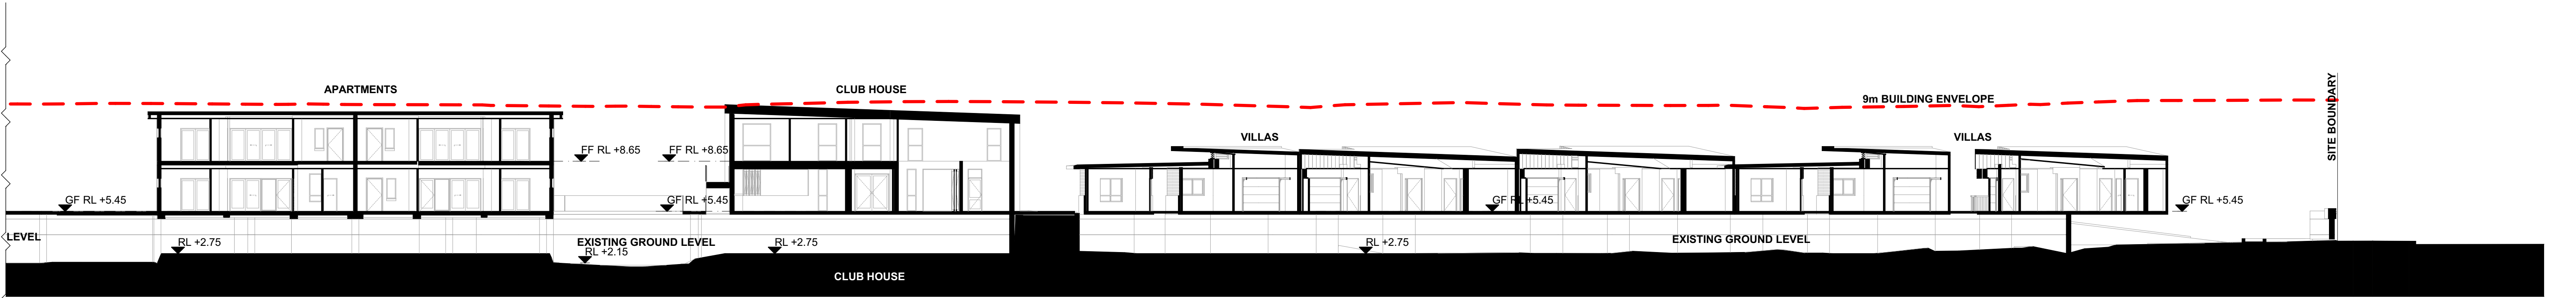 APARTMENTS
CLUB HOUSE
9m BUILDING ENVELOPE
SITE BOUNDARY
VILLAS
VILLAS
FF RL +8.65
FF RL +8.65
GF RL +5.45
GF RL +5.45
GF RL +5.45
GF RL +5.45
LEVEL
RL +2.75
EXISTING GROUND LEVEL
RL +2.15
RL +2.75
RL +2.75
EXISTING GROUND LEVEL
CLUB HOUSE